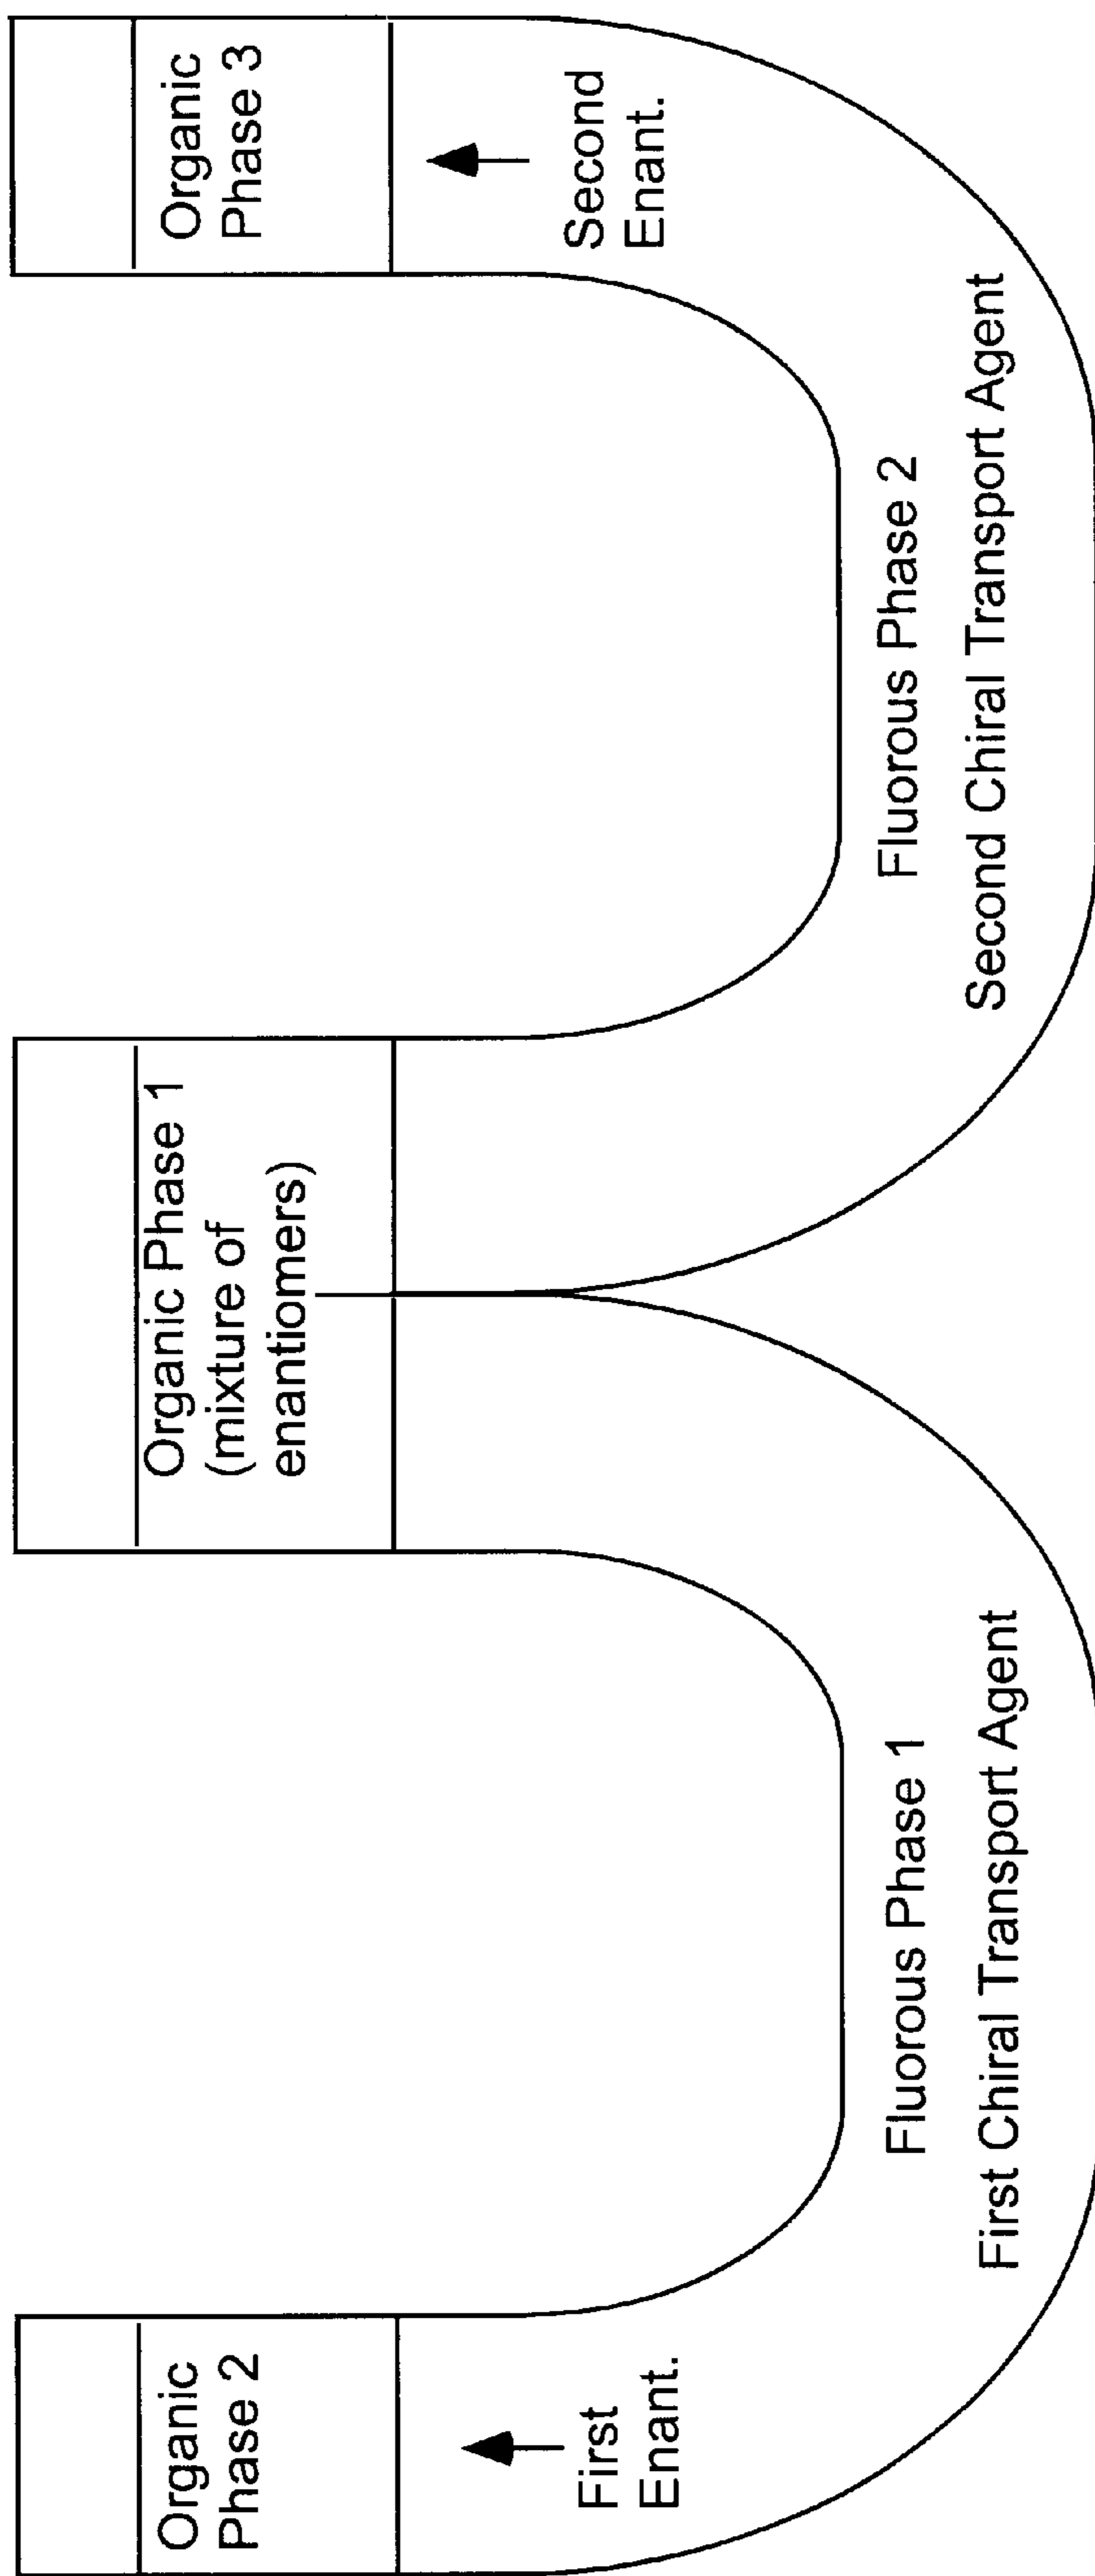 Organic
Phase 2
First
Enant.
Fluorous Phase 1
First Chiral Transport Agent
Organic Phase 1
(mixture of
enantiomers)
Fluorous Phase 2
Second Chiral Transport Agent
Organic
Phase 3
Second
Enant.